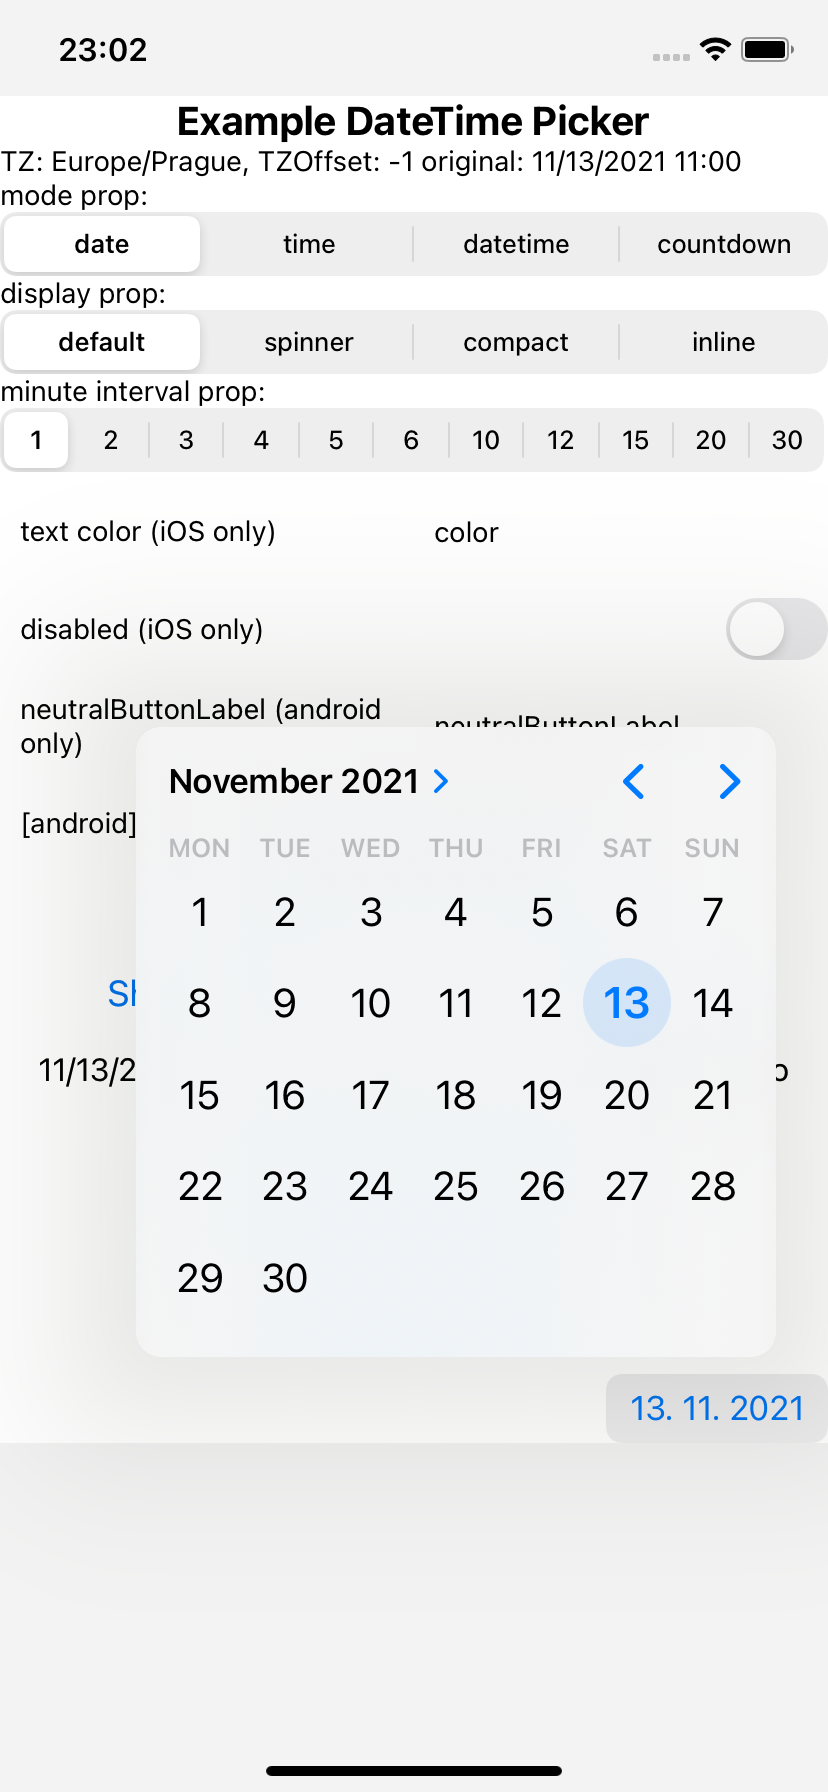 23:02
Example DateTime Picker
TZ: Europe/Prague, TZOffset: -1 original: 11/13/2021 11:00
mode prop:
date time datetime countdown
display prop:
default spinner compact inline
minute interval prop:
1 2 3 4 5 6 10 12 15 20 30
text color (iOS only) color
disabled (iOS only)
neutralButtonLabel (android only) neutralButtonLabel
[android]
November 2021
MON TUE WED THU FRI SAT SUN
1 2 3 4 5 6 7
8 9 10 11 12 13 14
15 16 17 18 19 20 21
22 23 24 25 26 27 28
29 30
11/13/2
13. 11. 2021